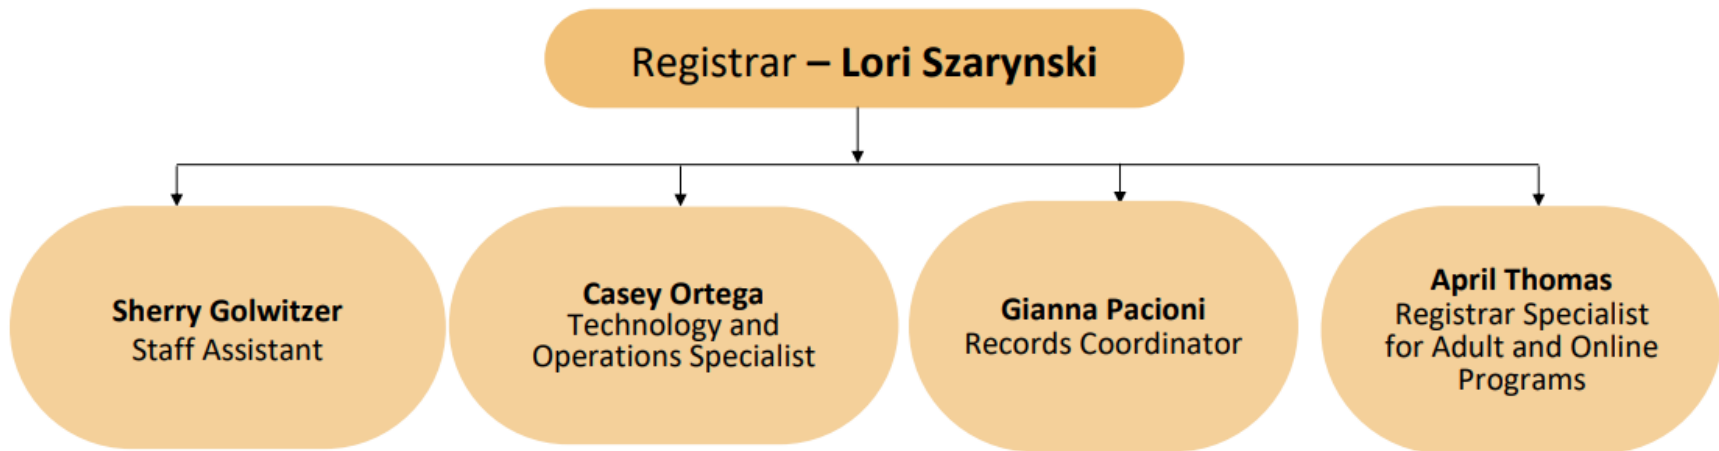 Registrar – Lori Szarynski
Sherry Golwitzer
Staff Assistant
Casey Ortega
Technology and
Operations Specialist
Gianna Pacioni
Records Coordinator
April Thomas
Registrar Specialist
for Adult and Online
Programs